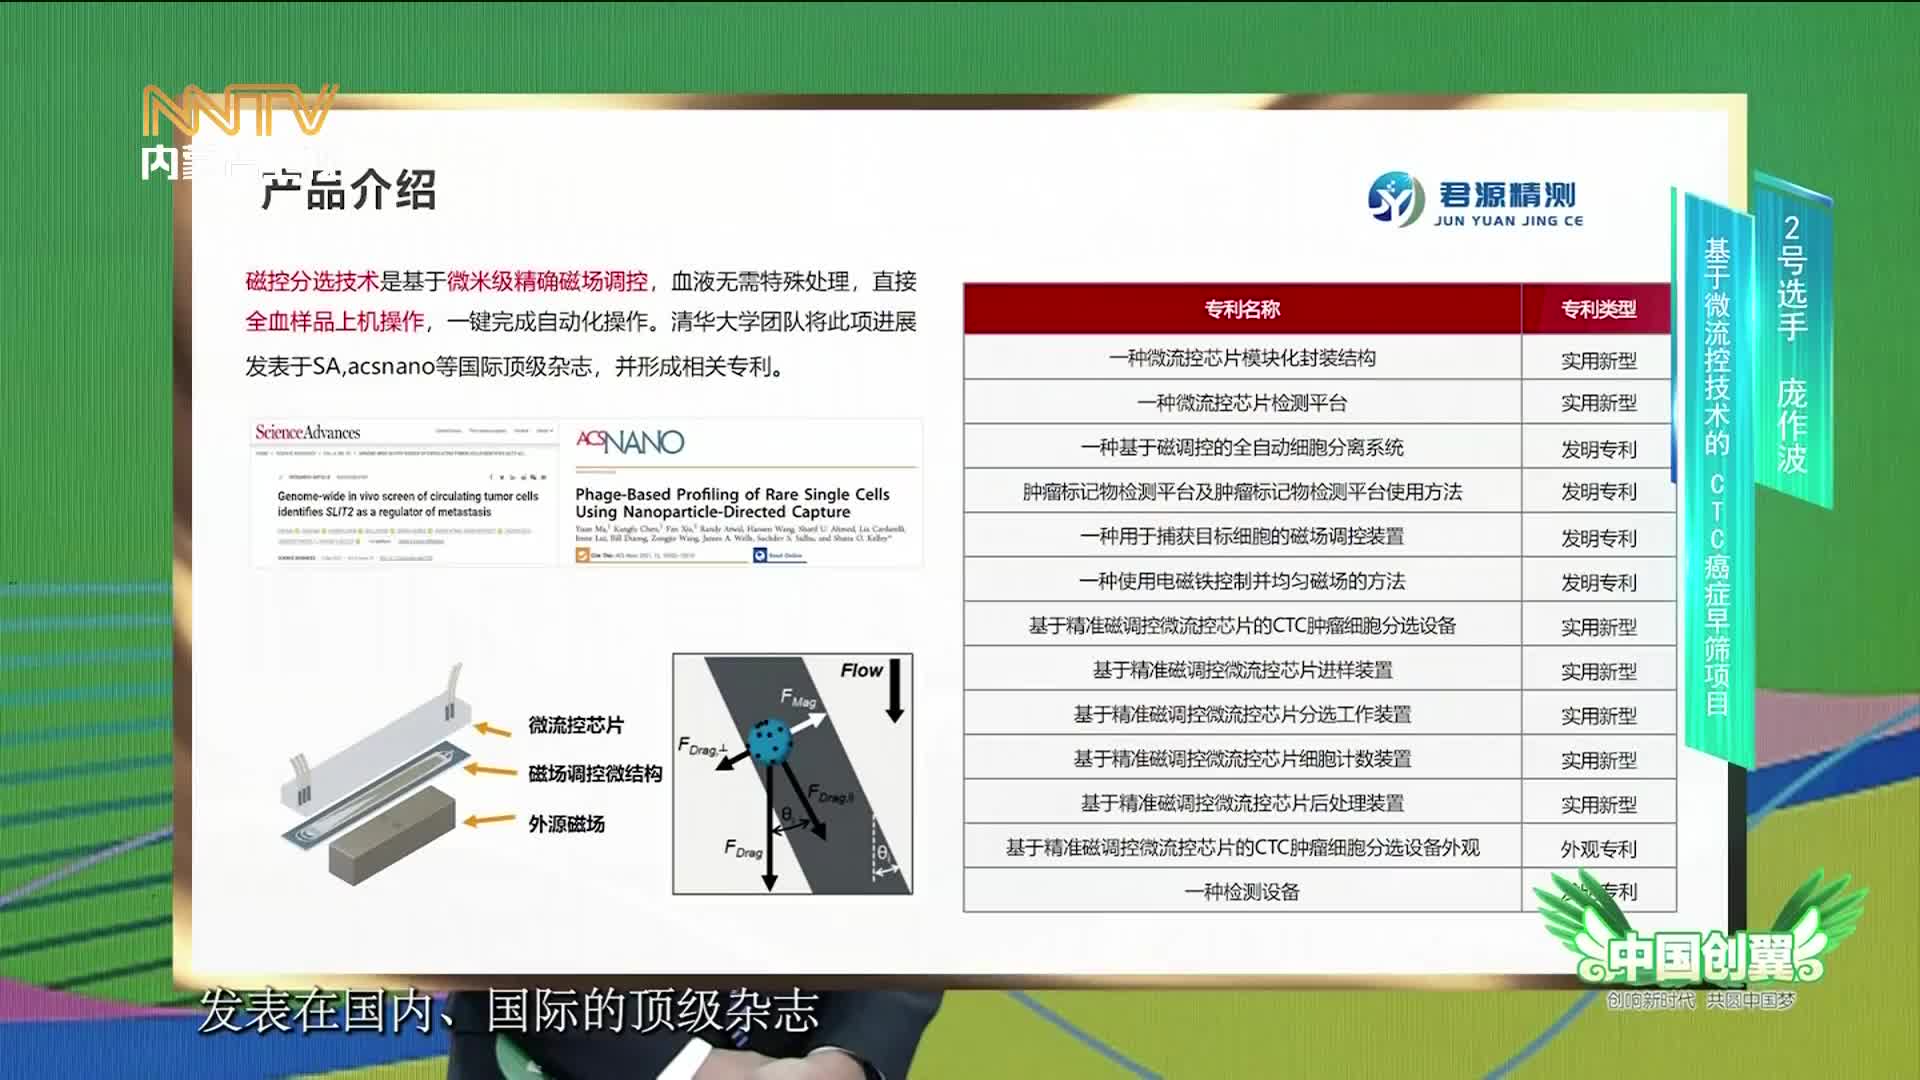 NNTV
内蒙
产品介绍
君源精测
JUN YUAN JING CE
磁控分选技术是基于微米级精确磁场调控，血液无需特殊处理，直接
全血样品上机操作，一键完成自动化操作。清华大学团队将此项进展
发表于SA,acsnano等国际顶级杂志，并形成相关专利。
ScienceAdvances
Genome-wide in vivo screen of circulating tumor cells
identifies SLIT2 as a regulator of metastasis
ACSNANO
Phage-Based Profiling of Rare Single Cells
Using Nanoparticle-Directed Capture
Read Online
微流控芯片
磁场调控微结构
外源磁场
Flow
FMag
FDrag,⊥
FDrag,II
θ
FDrag
θ
专利名称 专利类型
一种微流控芯片模块化封装结构 实用新型
一种微流控芯片检测平台 实用新型
一种基于磁调控的全自动细胞分离系统 发明专利
肿瘤标记物检测平台及肿瘤标记物检测平台使用方法 发明专利
一种用于捕获目标细胞的磁场调控装置 发明专利
一种使用电磁铁控制并均匀磁场的方法 发明专利
基于精准磁调控微流控芯片的CTC肿瘤细胞分选设备 实用新型
基于精准磁调控微流控芯片进样装置 实用新型
基于精准磁调控微流控芯片分选工作装置 实用新型
基于精准磁调控微流控芯片细胞计数装置 实用新型
基于精准磁调控微流控芯片后处理装置 实用新型
基于精准磁调控微流控芯片的CTC肿瘤细胞分选设备外观 外观专利
一种检测设备 专利
2号选手 庞作波
基于微流控技术的CTC癌症早筛项目
中国创翼
创响新时代 共圆中国梦
发表在国内、国际的顶级杂志